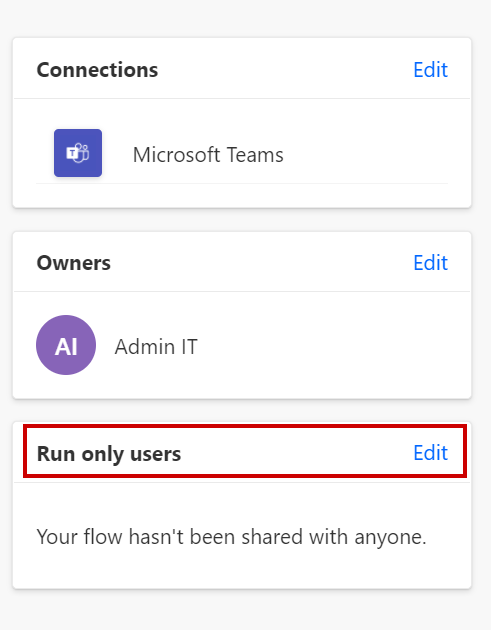 Connections Edit
T
Microsoft Teams
Owners Edit
AI Admin IT
Run only users Edit
Your flow hasn't been shared with anyone.